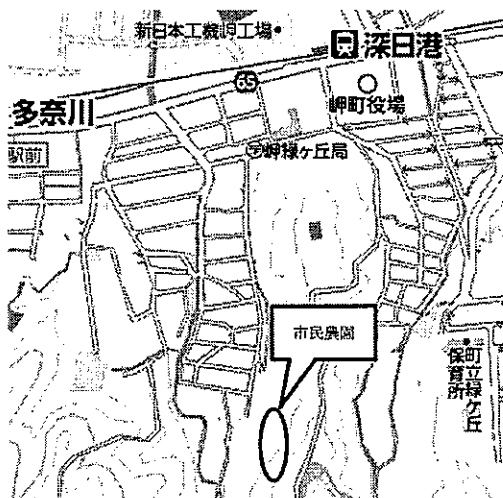 新日本工機岬工場
深日港
65
多奈川
岬町役場
駅前
岬緑ヶ丘局
市民農園
町立緑ケ丘
保育所